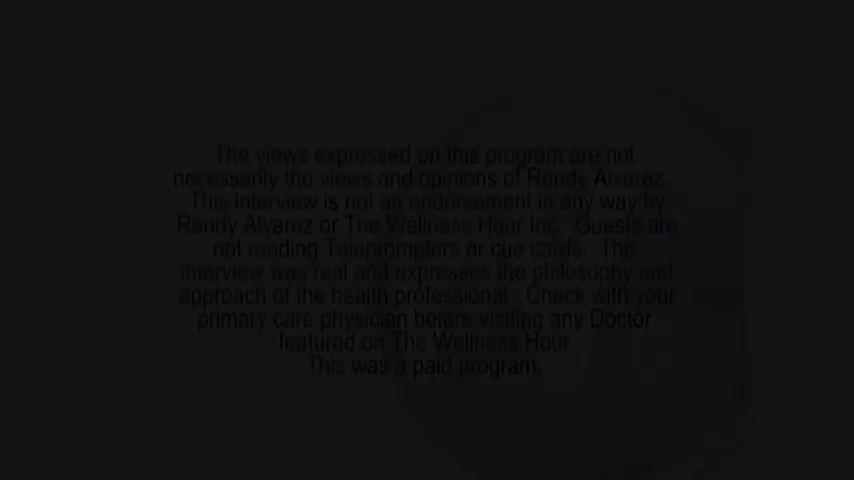 The views expressed on this program are not
necessarily the views and opinions of Randy Alvarez.
This interview is not an endorsement in any way by
Randy Alvarez or The Wellness Hour Inc. Guests are
not reading Teleprompters or cue cards. The
interview was real and expresses the philosophy and
approach of the health professional. Check with your
primary care physician before visiting any Doctor
featured on The Wellness Hour.
This was a paid program.